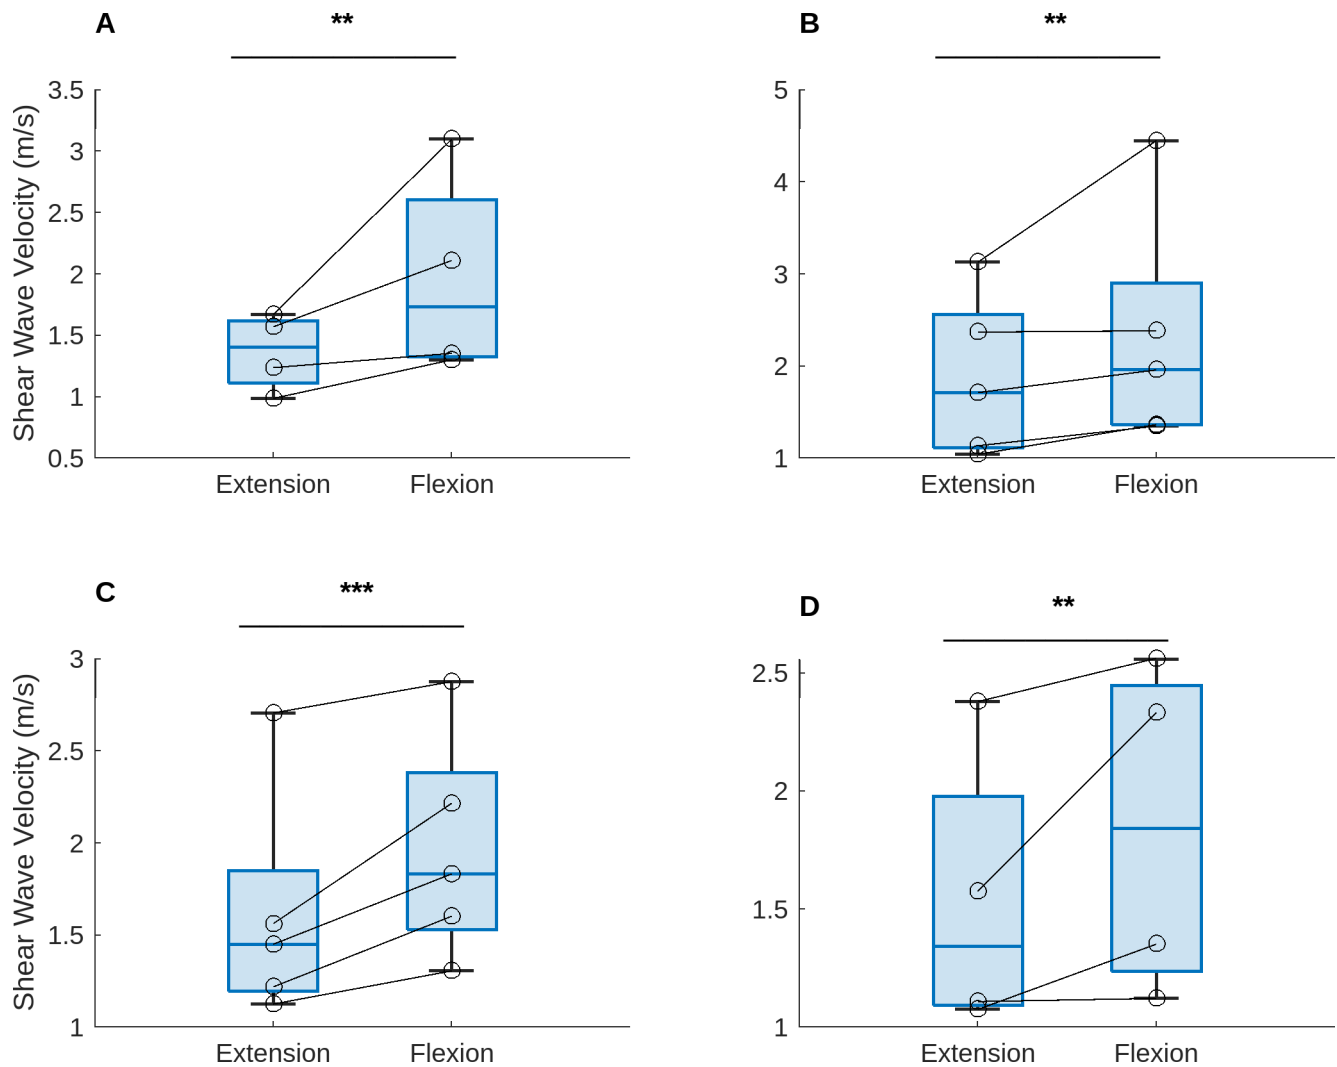 A
**
Shear Wave Velocity (m/s)
3.5
3
2.5
2
1.5
1
0.5
Extension
Flexion
B
**
5
4
3
2
1
Extension
Flexion
C
***
Shear Wave Velocity (m/s)
3
2.5
2
1.5
1
Extension
Flexion
D
**
2.5
2
1.5
1
Extension
Flexion